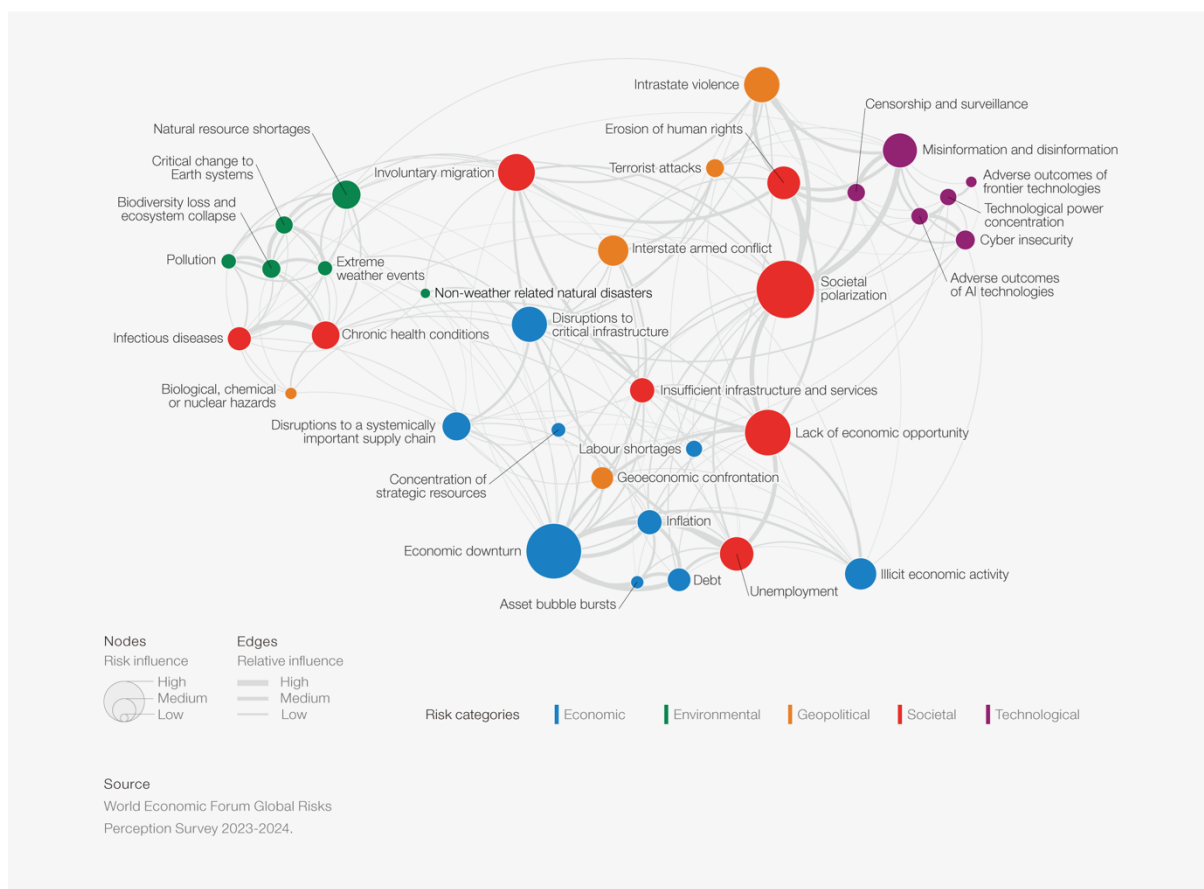 Intrastate violence
Censorship and surveillance
Natural resource shortages
Erosion of human rights
Misinformation and disinformation
Critical change to
Earth systems
Involuntary migration
Terrorist attacks
Adverse outcomes of
frontier technologies
Biodiversity loss and
ecosystem collapse
Technological power
concentration
Pollution
Extreme
weather events
Interstate armed conflict
Cyber insecurity
Societal
polarization
Adverse outcomes
of AI technologies
Non-weather related natural disasters
Disruptions to
critical infrastructure
Infectious diseases
Chronic health conditions
Biological, chemical
or nuclear hazards
Insufficient infrastructure and services
Disruptions to a systemically
important supply chain
Lack of economic opportunity
Labour shortages
Concentration of
strategic resources
Geoeconomic confrontation
Inflation
Economic downturn
Debt
Illicit economic activity
Unemployment
Asset bubble bursts
Nodes
Risk influence
High
Medium
Low
Edges
Relative influence
High
Medium
Low
Risk categories
Economic
Environmental
Geopolitical
Societal
Technological
Source
World Economic Forum Global Risks
Perception Survey 2023-2024.